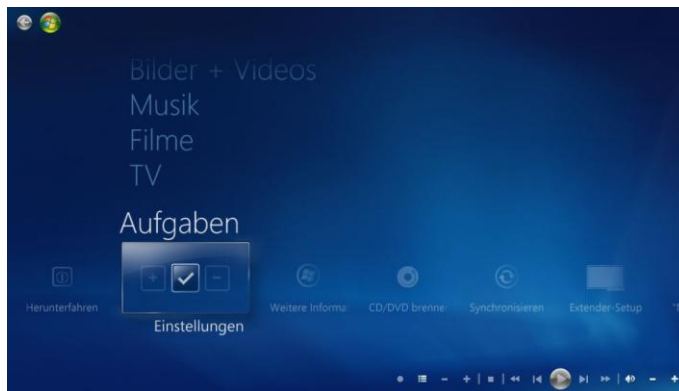 Bilder + Videos
Musik
Filme
TV
Aufgaben
Herunterfahren
Weitere Informa
CD/DVD brenne
Synchronisieren
Extender-Setup
Einstellungen